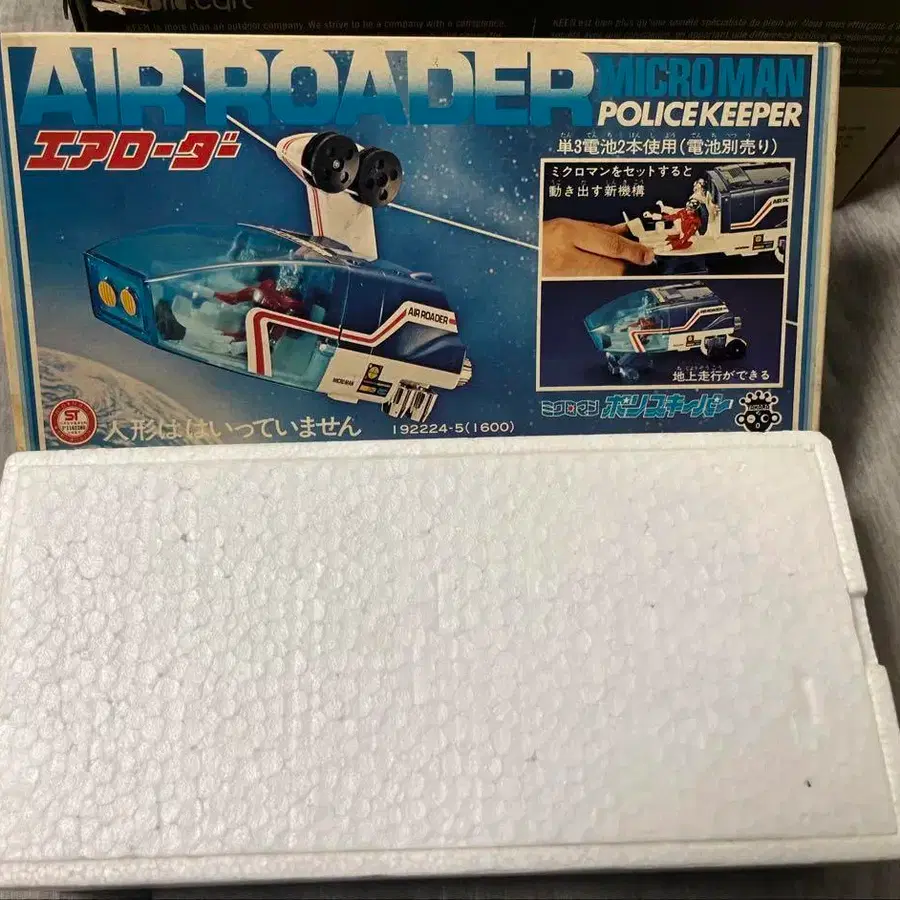 AIR ROADER
MICROMAN
POLICE KEEPER
エアローダー
単3電池2本使用(電池別売り)
ミクロマンをセットすると
動き出す新機構
AIR ROADER
MICROMAN
AIR ROADER
地上走行ができる
ミクロマン ポリスキーパー
ST
人形ははいっていません
192224-5(1600)